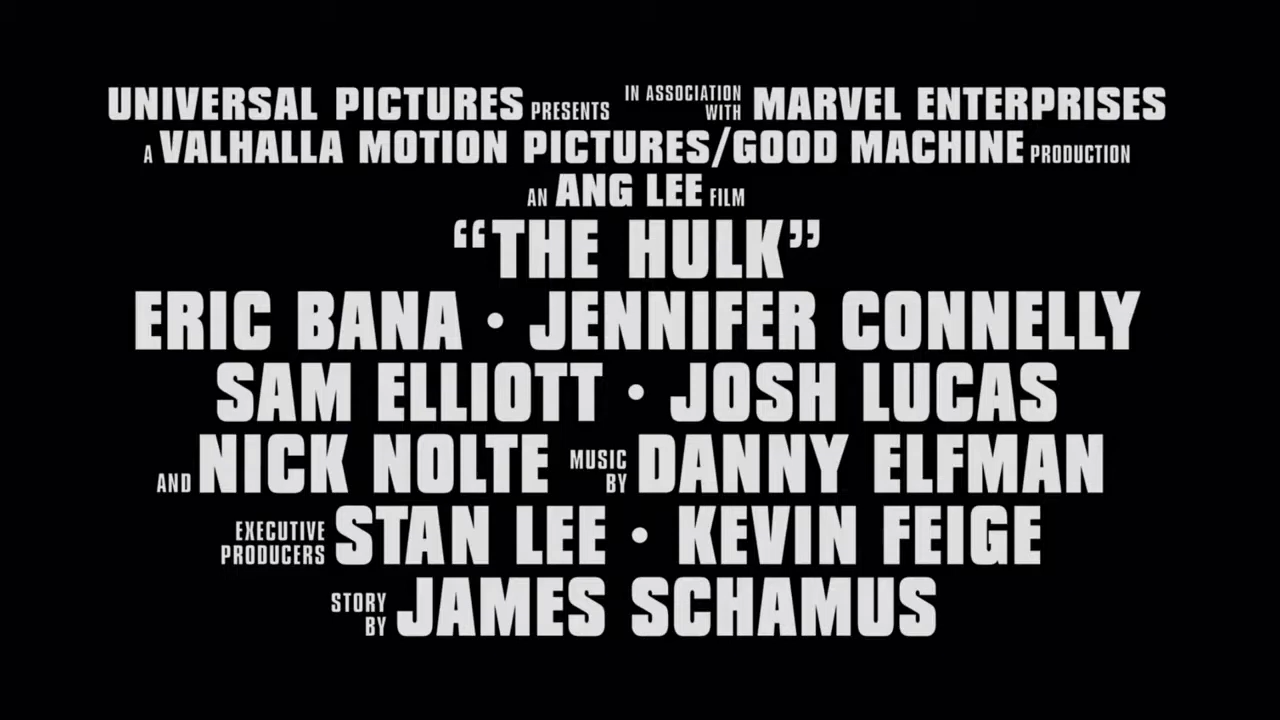 UNIVERSAL PICTURES PRESENTS IN ASSOCIATION WITH MARVEL ENTERPRISES
A VALHALLA MOTION PICTURES/GOOD MACHINE PRODUCTION
AN ANG LEE FILM
“THE HULK”
ERIC BANA • JENNIFER CONNELLY
SAM ELLIOTT • JOSH LUCAS
AND NICK NOLTE MUSIC BY DANNY ELFMAN
EXECUTIVE PRODUCERS STAN LEE • KEVIN FEIGE
STORY BY JAMES SCHAMUS